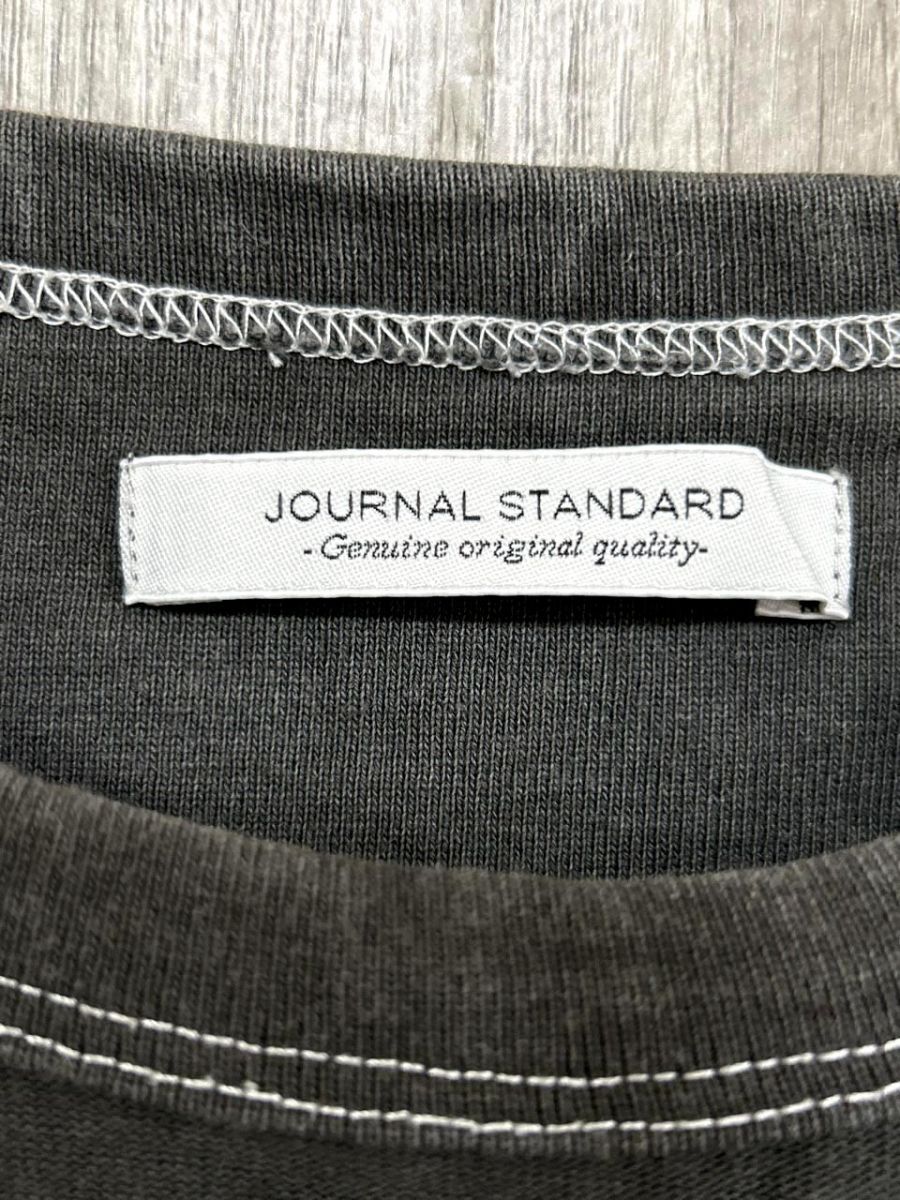 JOURNAL STANDARD
-Genuine original quality-